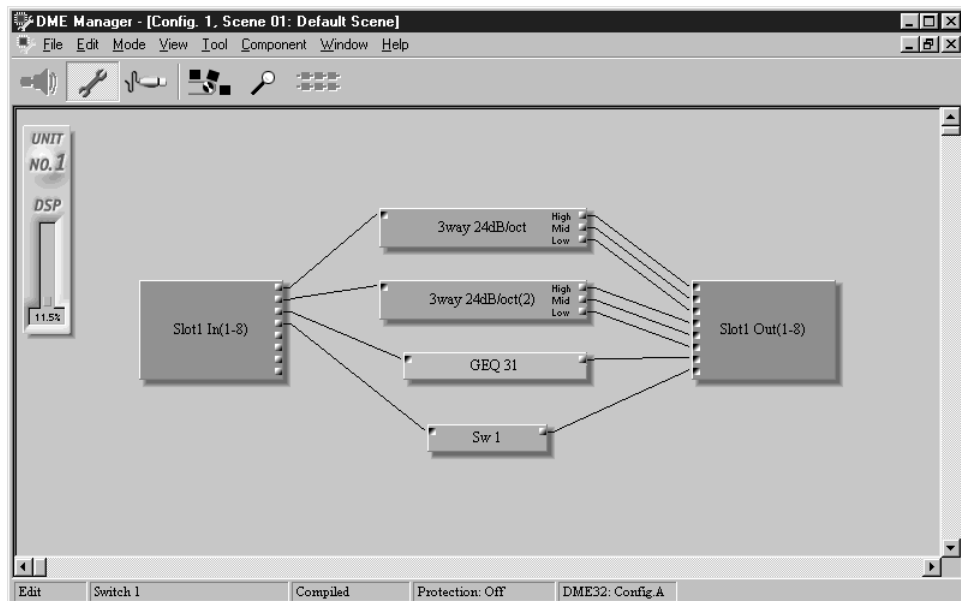 DME Manager - [Config. 1, Scene 01: Default Scene]
File Edit Mode View Tool Component Window Help
UNIT
NO.1
DSP
11.5%
3way 24dB/oct
High
Mid
Low
3way 24dB/oct(2)
High
Mid
Low
Slot1 In(1-8)
Slot1 Out(1-8)
GEQ 31
Sw 1
Edit Switch 1 Compiled Protection: Off DME32: Config.A